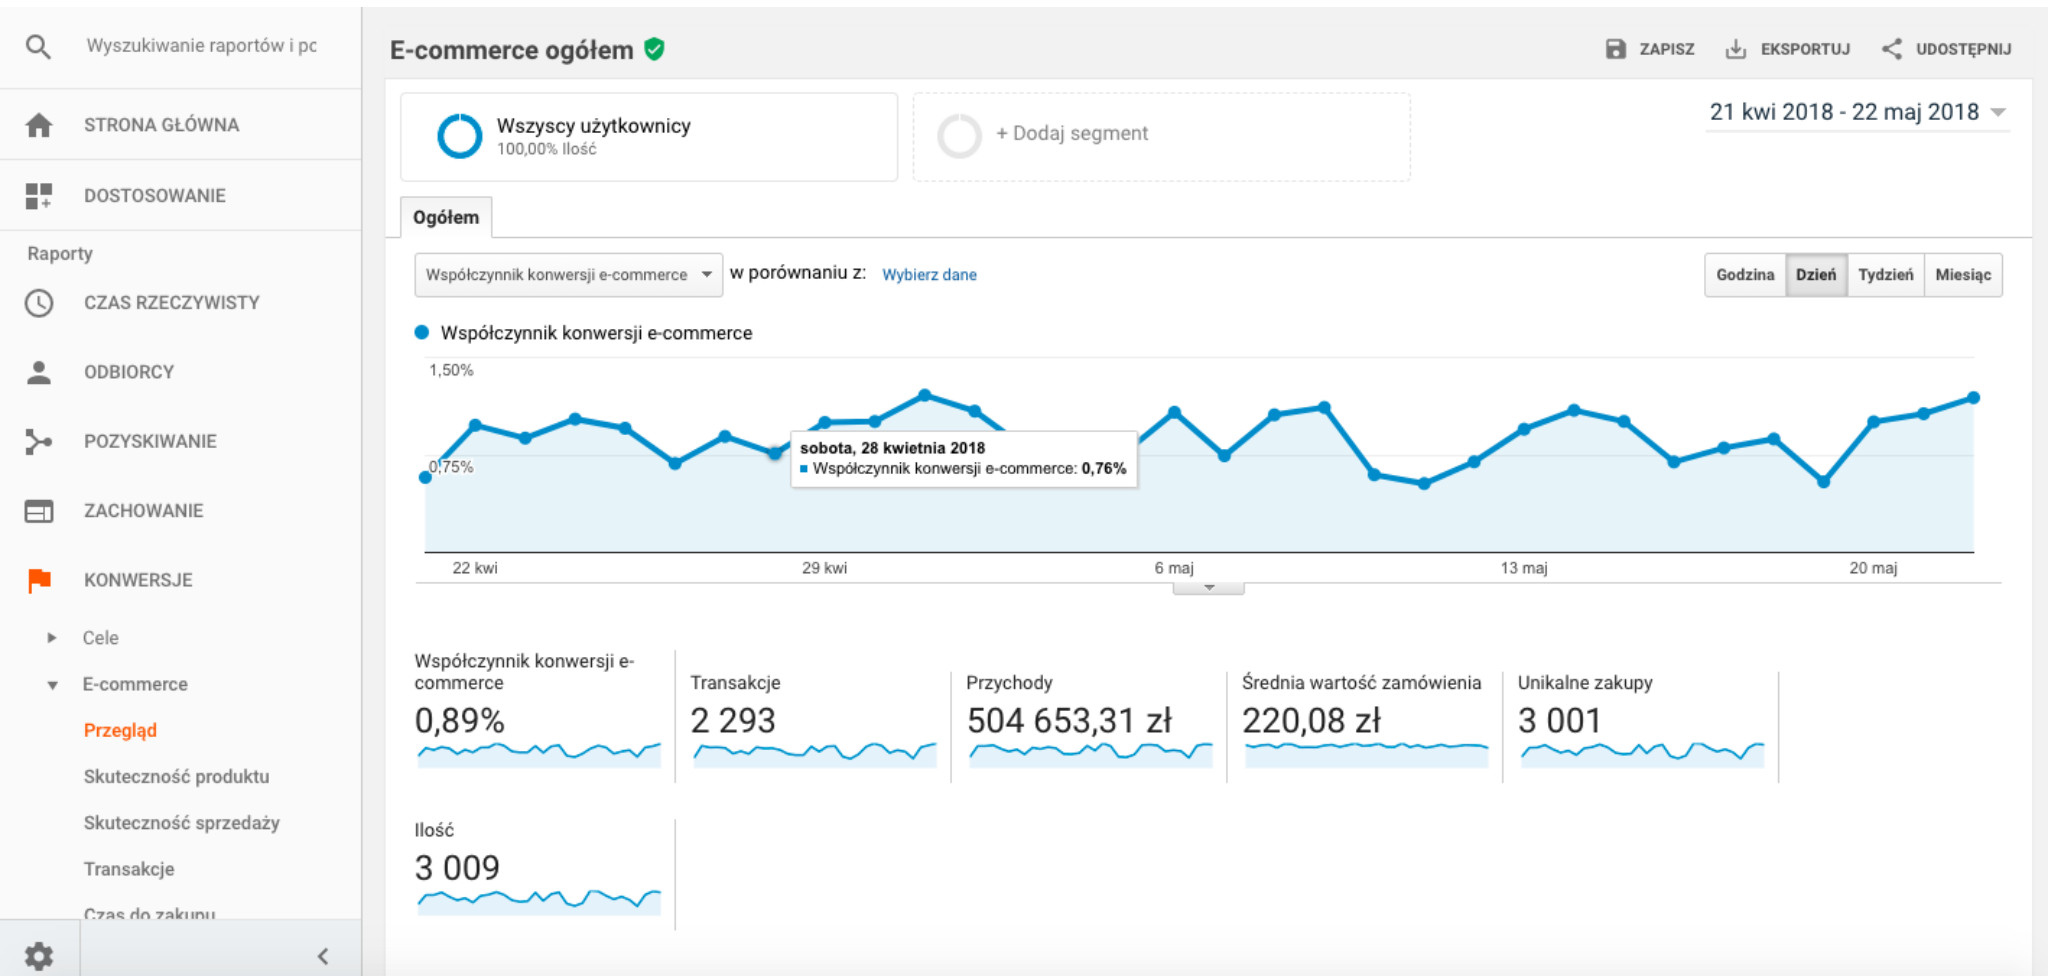 Wyszukiwanie raportów i pc
STRONA GŁÓWNA
DOSTOSOWANIE
Raporty
CZAS RZECZYWISTY
ODBIORCY
POZYSKIWANIE
ZACHOWANIE
KONWERSJE
Cele
E-commerce
Przegląd
Skuteczność produktu
Skuteczność sprzedaży
Transakcje
Czas do zakupu
E-commerce ogółem
ZAPISZ
EKSPORTUJ
UDOSTĘPNIJ
Wszyscy użytkownicy
100,00% Ilość
+ Dodaj segment
21 kwi 2018 - 22 maj 2018
Ogółem
Współczynnik konwersji e-commerce
w porównaniu z:
Wybierz dane
Godzina
Dzień
Tydzień
Miesiąc
Współczynnik konwersji e-commerce
1,50%
0,75%
sobota, 28 kwietnia 2018
Współczynnik konwersji e-commerce: 0,76%
22 kwi
29 kwi
6 maj
13 maj
20 maj
Współczynnik konwersji e-
commerce
0,89%
Transakcje
2 293
Przychody
504 653,31 zł
Średnia wartość zamówienia
220,08 zł
Unikalne zakupy
3 001
Ilość
3 009